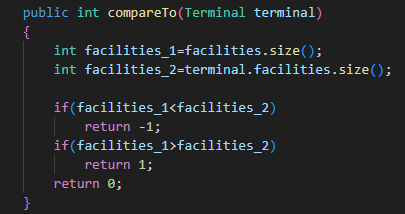 public int compareTo(Terminal terminal)
{
    int facilities_1=facilities.size();
    int facilities_2=terminal.facilities.size();

    if(facilities_1<facilities_2)
        return -1;
    if(facilities_1>facilities_2)
        return 1;
    return 0;
}